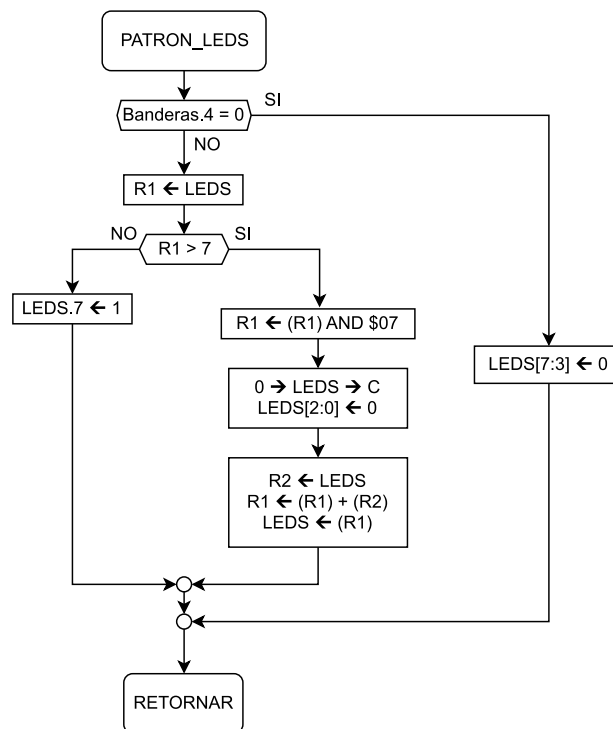 PATRON_LEDS
Banderas.4 = 0
SI
NO
R1 ← LEDS
NO
R1 > 7
SI
LEDS.7 ← 1
R1 ← (R1) AND $07
LEDS[7:3] ← 0
0 → LEDS → C
LEDS[2:0] ← 0
R2 ← LEDS
R1 ← (R1) + (R2)
LEDS ← (R1)
RETORNAR